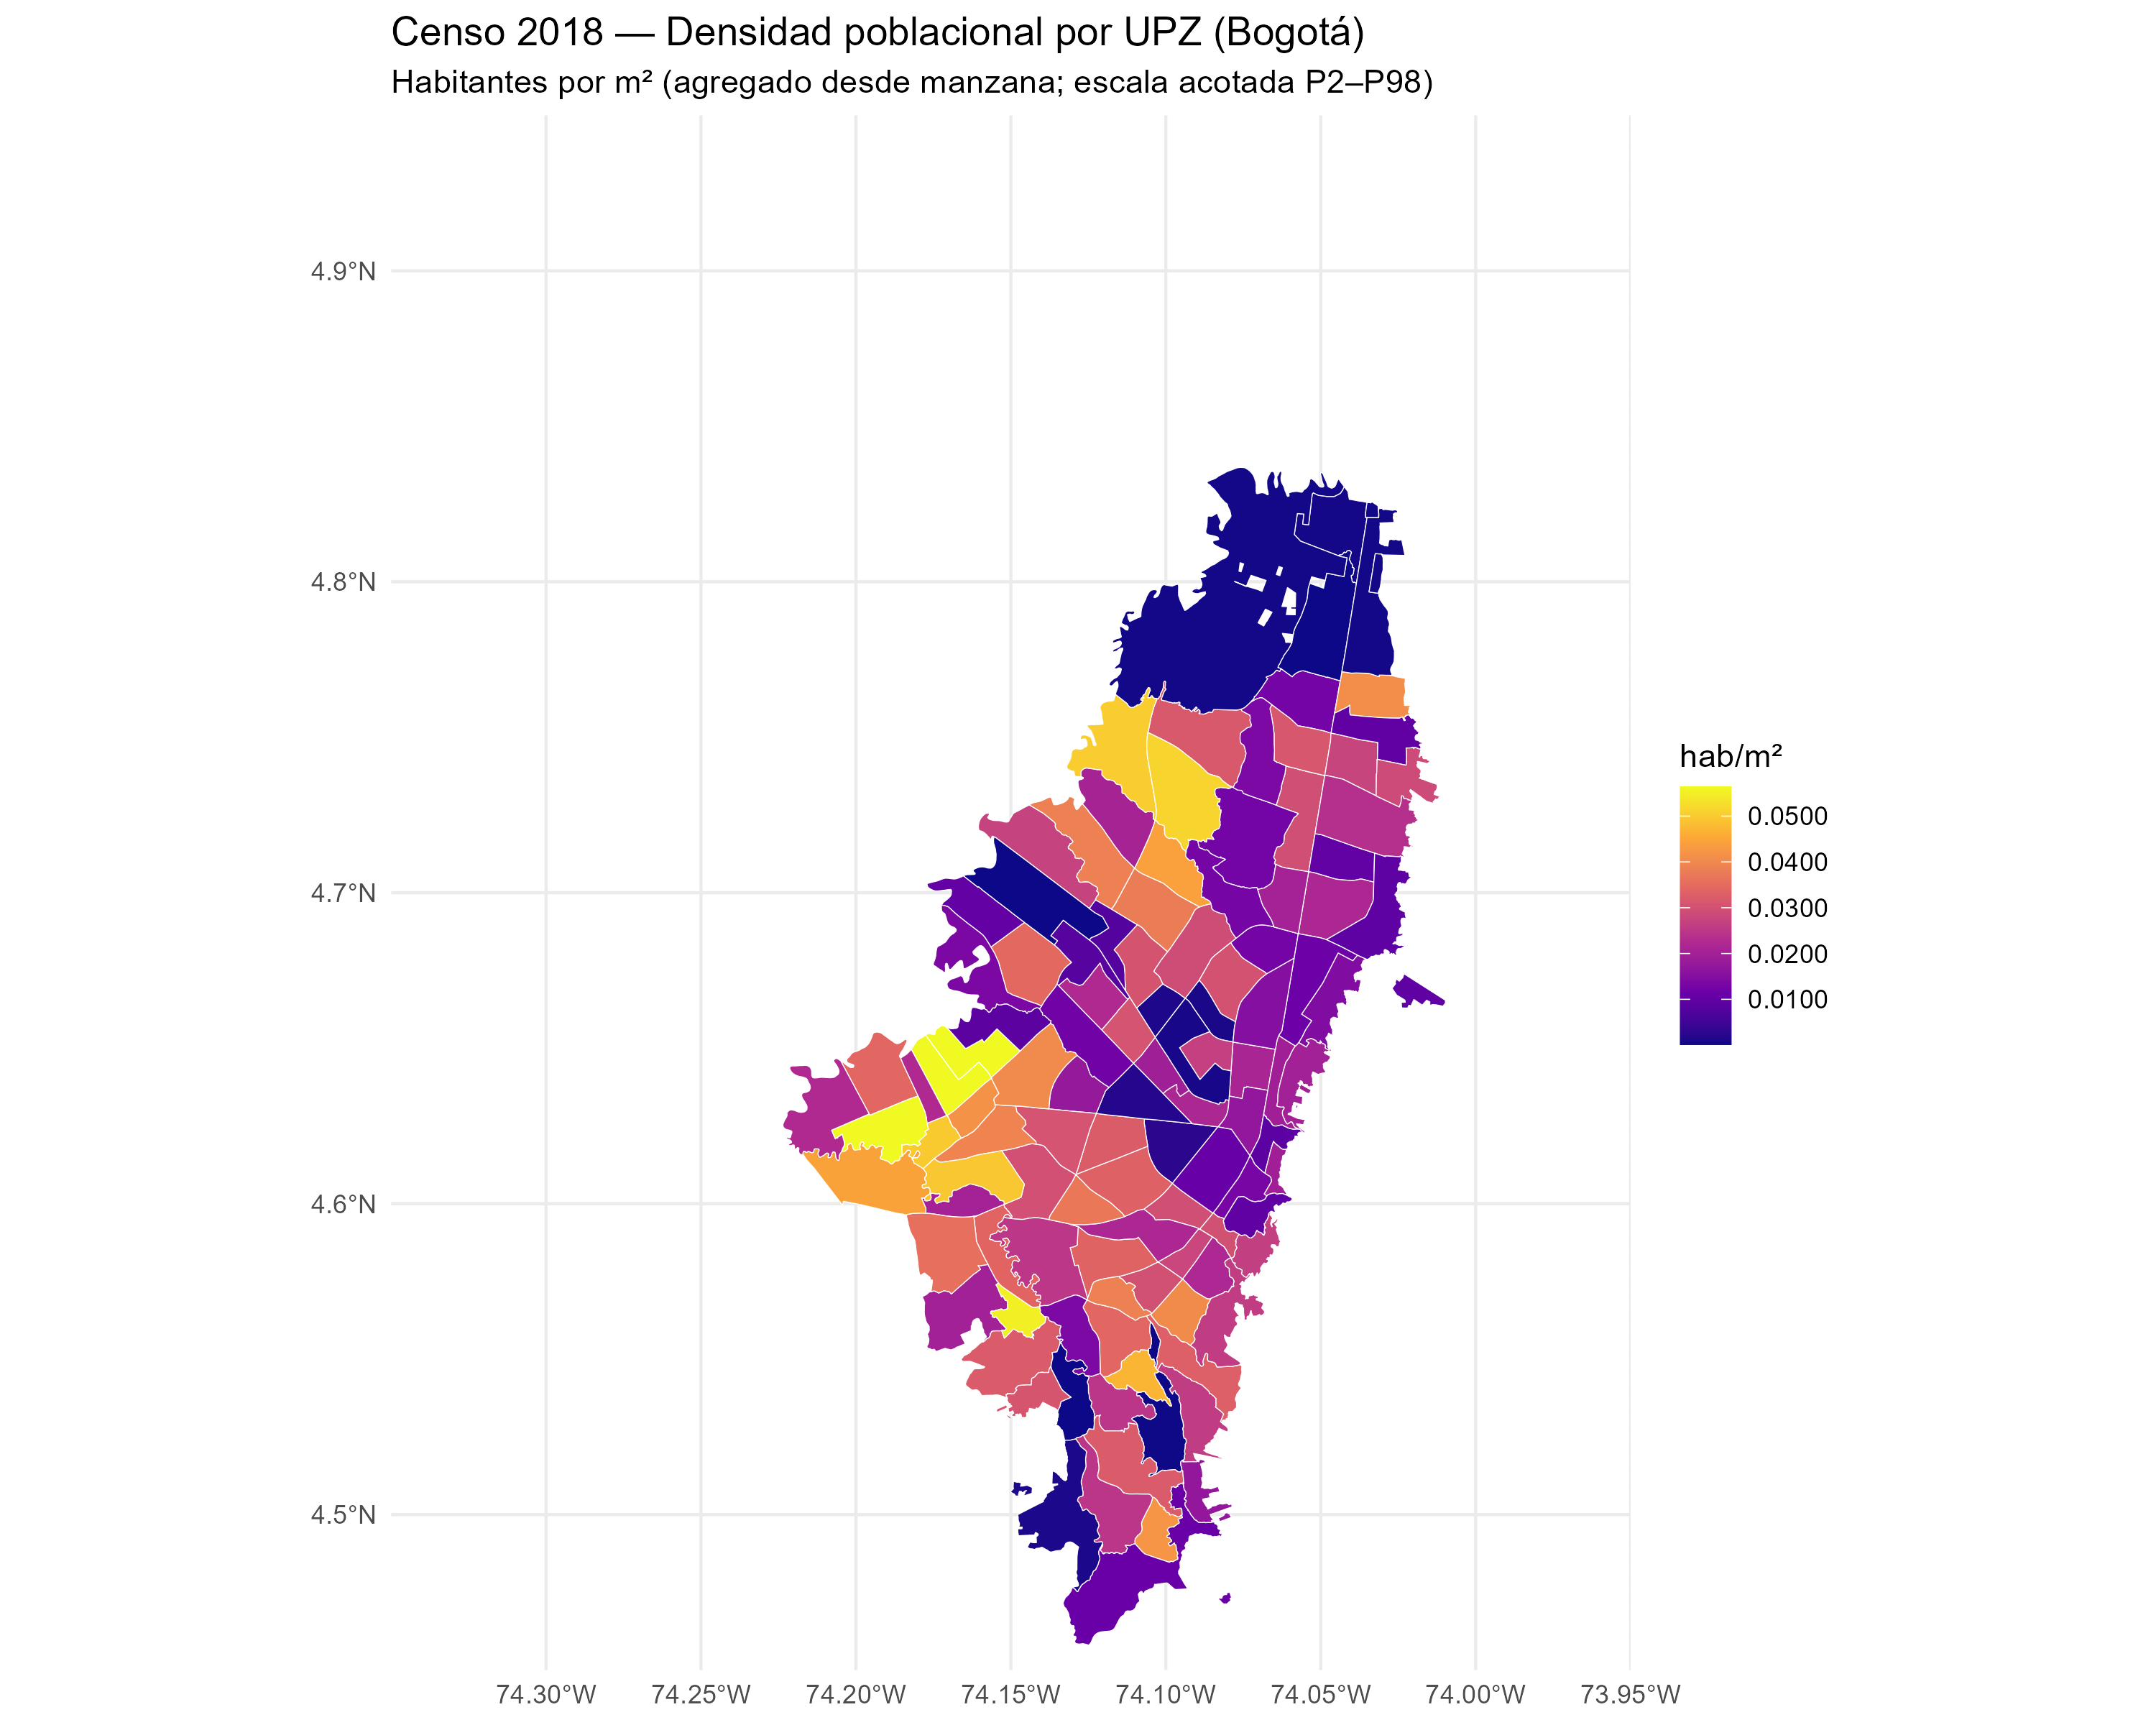 Censo 2018 — Densidad poblacional por UPZ (Bogotá)
Habitantes por m² (agregado desde manzana; escala acotada P2–P98)
4.9°N
4.8°N
4.7°N
4.6°N
4.5°N
74.30°W 74.25°W 74.20°W 74.15°W 74.10°W 74.05°W 74.00°W 73.95°W
hab/m²
0.0500
0.0400
0.0300
0.0200
0.0100